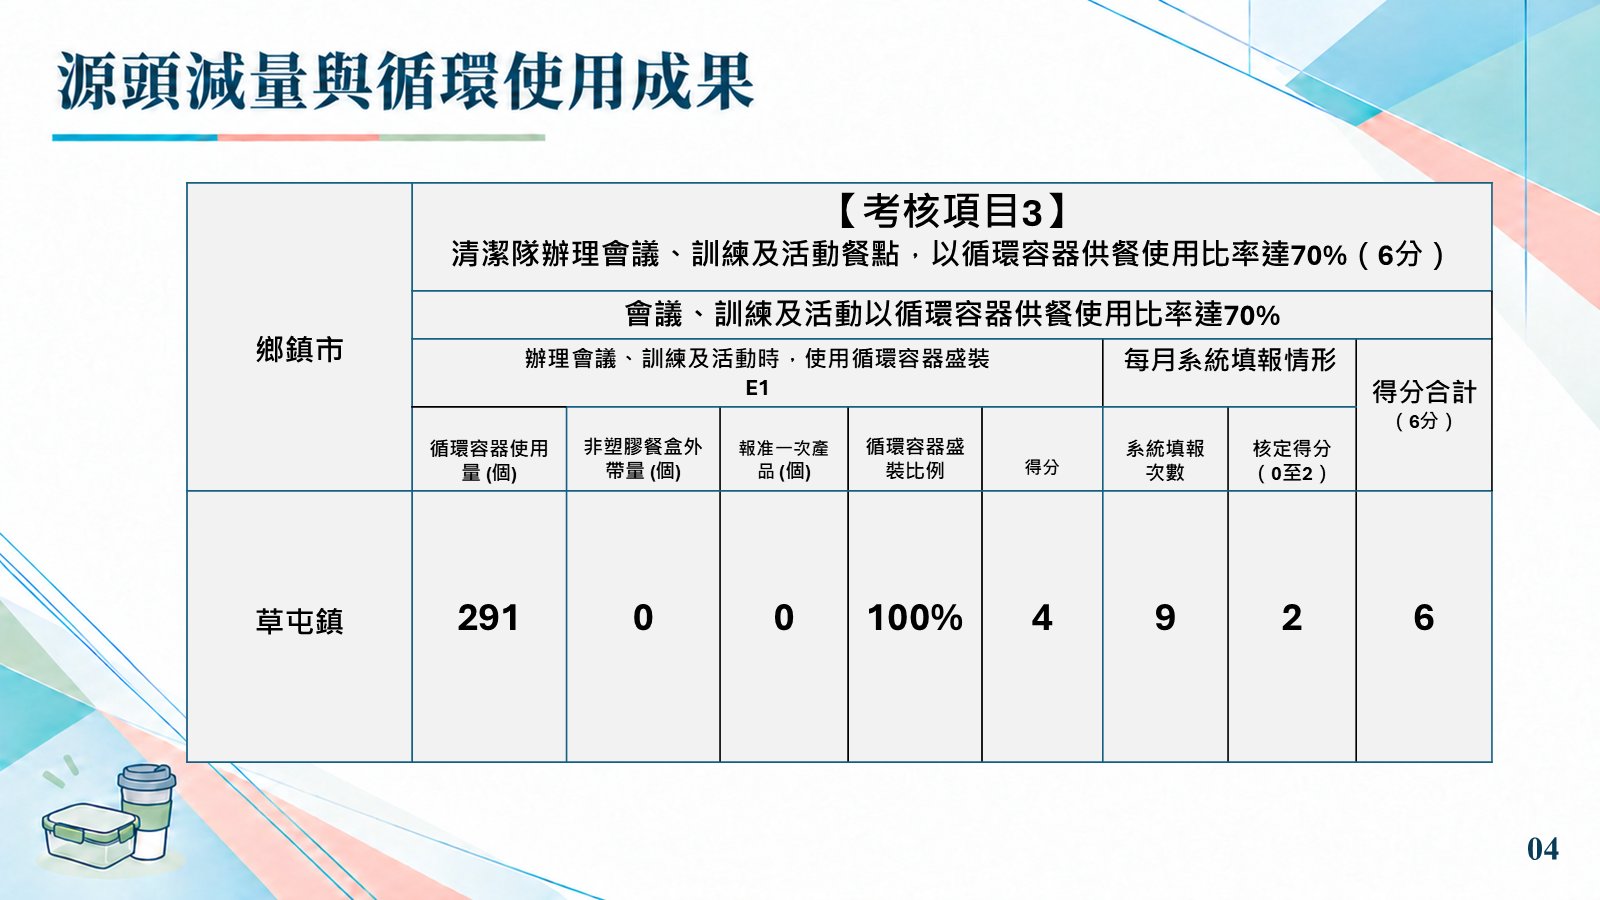 源頭減量與循環使用成果
【考核項目3】
清潔隊辦理會議、訓練及活動餐點，以循環容器供餐使用比率達70%（6分）
會議、訓練及活動以循環容器供餐使用比率達70%
鄉鎮市
辦理會議、訓練及活動時，使用循環容器盛裝
E1
每月系統填報情形
得分合計
（6分）
循環容器使用
量 (個)
非塑膠餐盒外
帶量 (個)
報准一次產
品 (個)
循環容器盛
裝比例
得分
系統填報
次數
核定得分
（0至2）
草屯鎮
291
0
0
100%
4
9
2
6
04